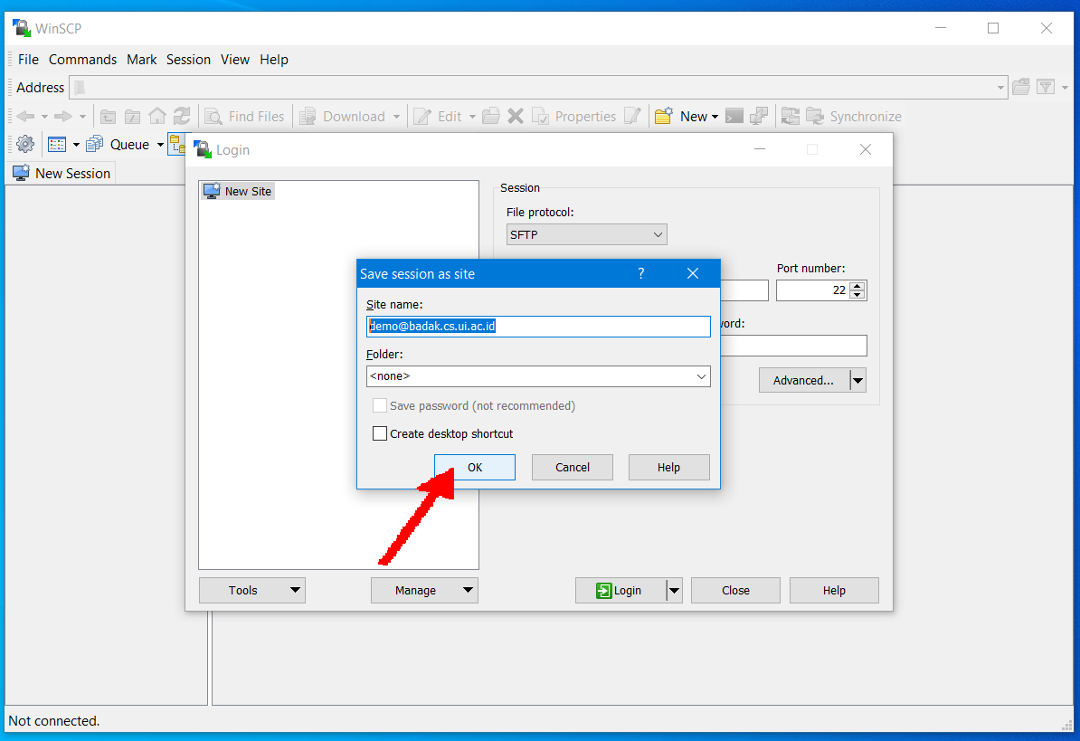 WinSCP
File Commands Mark Session View Help
Address
Find Files Download Edit Properties New Synchronize
Queue
New Session
Login
New Site
Session
File protocol:
SFTP
Port number:
22
word:
Advanced...
Save session as site
?
Site name:
demo@badak.cs.ui.ac.id
Folder:
<none>
Save password (not recommended)
Create desktop shortcut
OK Cancel Help
Tools Manage Login Close Help
Not connected.